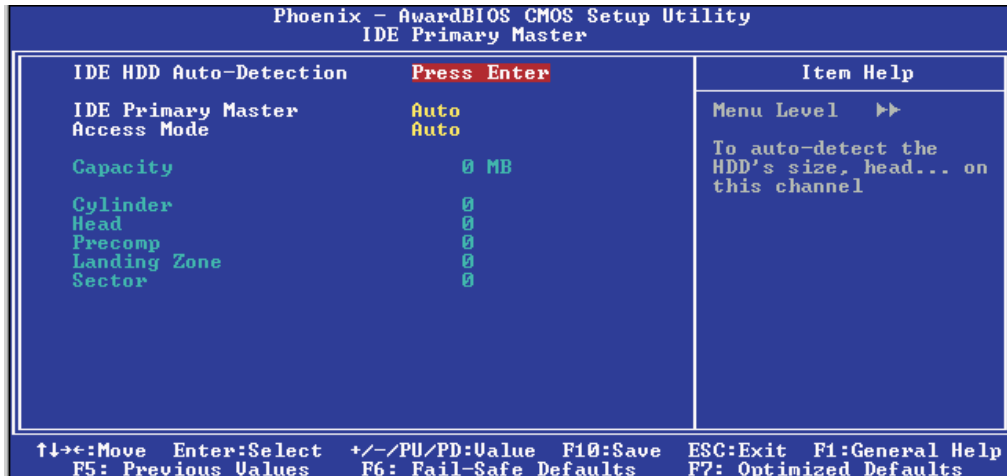 Phoenix - AwardBIOS CMOS Setup Utility
IDE Primary Master
IDE HDD Auto-Detection Press Enter
IDE Primary Master Auto
Access Mode Auto
Capacity 0 MB
Cylinder 0
Head 0
Precomp 0
Landing Zone 0
Sector 0
Item Help
Menu Level ▶▶
To auto-detect the
HDD's size, head... on
this channel
↑↓→←:Move Enter:Select +/-/PU/PD:Value F10:Save ESC:Exit F1:General Help
F5: Previous Values F6: Fail-Safe Defaults F7: Optimized Defaults